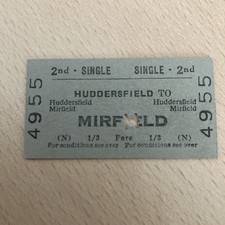 2nd · SINGLE SINGLE · 2nd
HUDDERSFIELD TO
Huddersfield Huddersfield
Mirfield Mirfield
MIRFIELD
(N) 1/3 Fare 1/3 (N)
For conditions see over For conditions see over
4955
4955